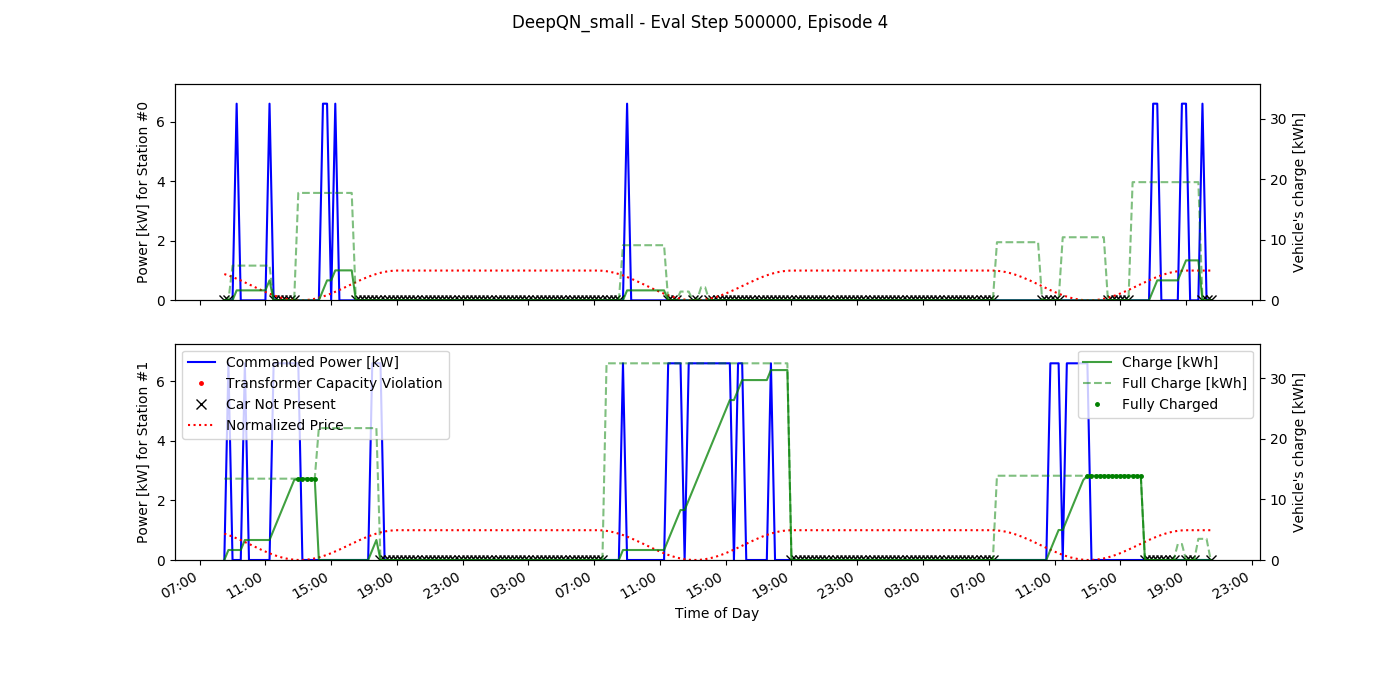 DeepQN_small - Eval Step 500000, Episode 4
Power [kW] for Station #0
6
4
2
0
30
20
10
0
Vehicle's charge [kWh]
Power [kW] for Station #1
6
4
2
0
Commanded Power [kW]
Transformer Capacity Violation
Car Not Present
Normalized Price
Charge [kWh]
Full Charge [kWh]
Fully Charged
30
20
10
0
Vehicle's charge [kWh]
07:00 11:00 15:00 19:00 23:00 03:00 07:00 11:00 15:00 19:00 23:00 03:00 07:00 11:00 15:00 19:00 23:00
Time of Day